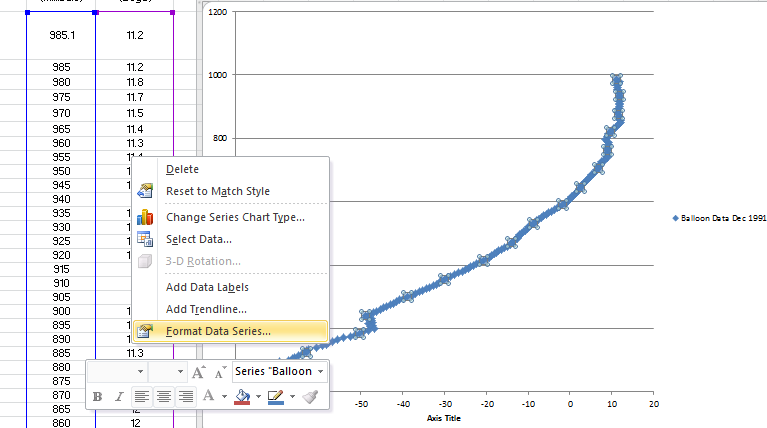 985.1 11.2
985 11.2
980 11.8
975 11.7
970 11.5
965 11.4
960 11.3
955 11.4
950
945
940
935
930
925
920
915
910
905
900
895
890
885 11.3
880
875
870
865 12
860 12
Delete
Reset to Match Style
Change Series Chart Type...
Select Data...
3-D Rotation...
Add Data Labels
Add Trendline...
Format Data Series...
Series "Balloon
A A
B I A
1200
1000
800
-50 -40 -30 -20 -10 0 10 20
Axis Title
Balloon Data Dec 1991